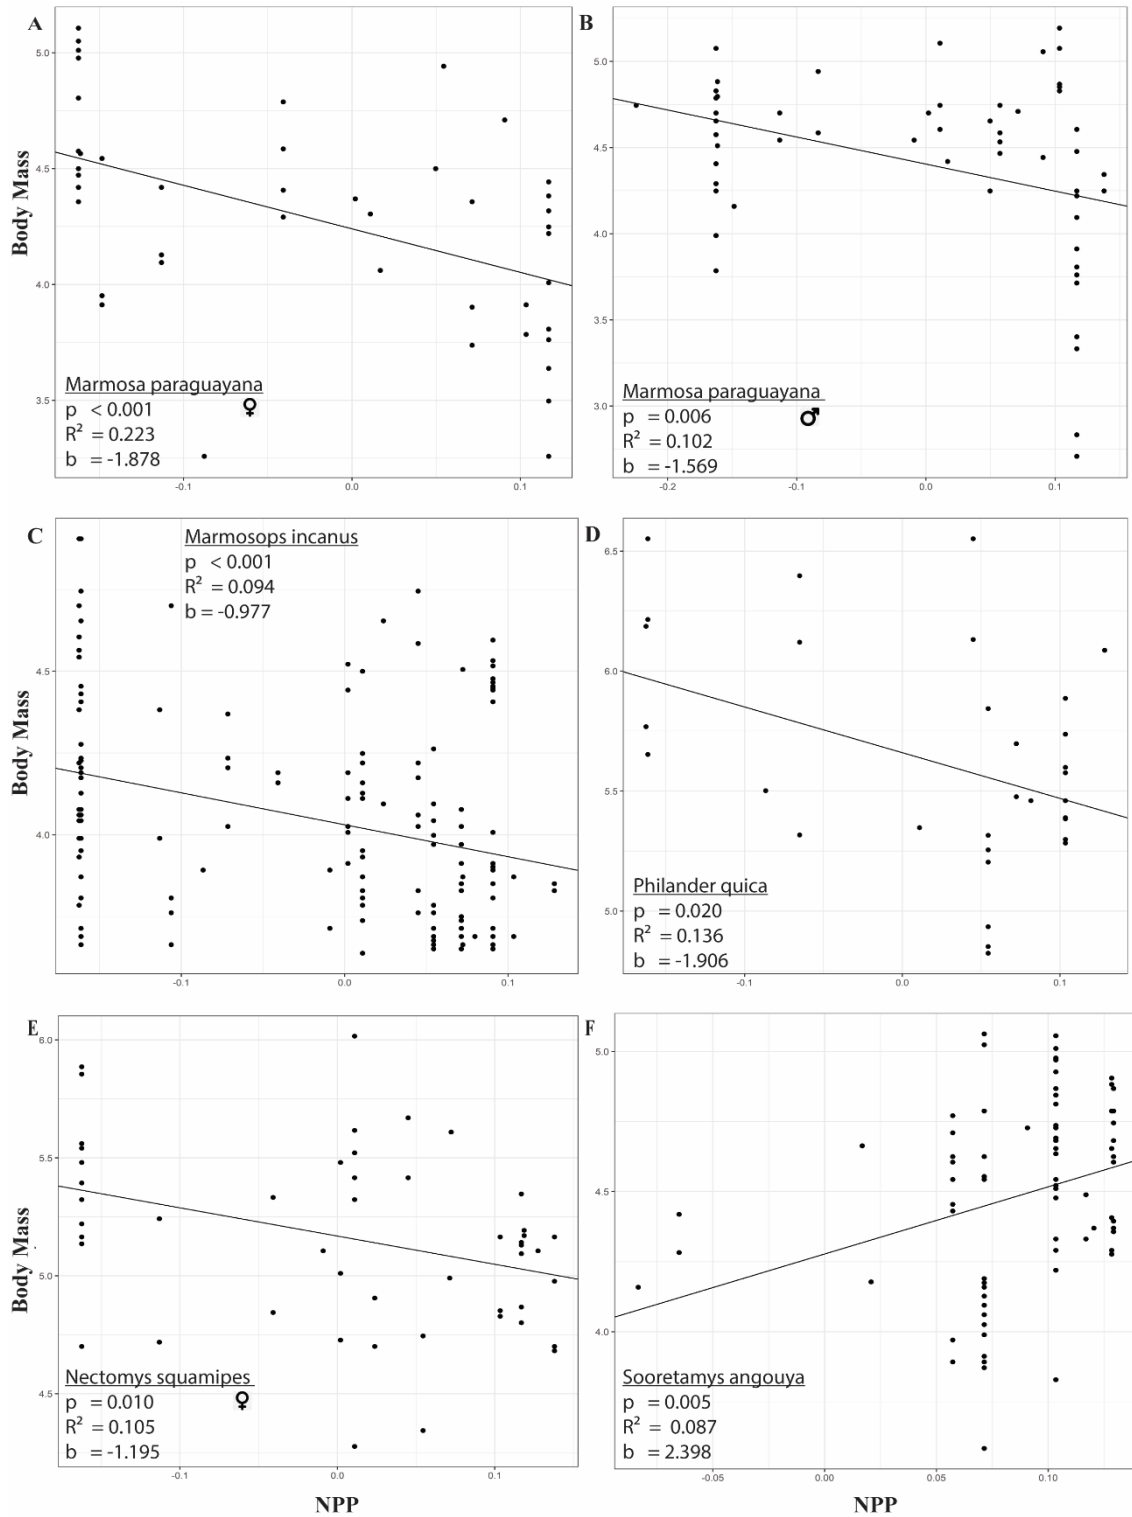 A
5.0
4.5
4.0
3.5
Body Mass
Marmosa paraguayana
p < 0.001
R² = 0.223
b = -1.878
♀
-0.1
0.0
0.1
B
5.0
4.5
4.0
3.5
3.0
Marmosa paraguayana
p = 0.006
R² = 0.102
b = -1.569
♂
-0.2
-0.1
0.0
0.1
C
Marmosops incanus
p < 0.001
R² = 0.094
b = -0.977
4.5
4.0
Body Mass
-0.1
0.0
0.1
D
6.5
6.0
5.5
5.0
Philander quica
p = 0.020
R² = 0.136
b = -1.906
-0.1
0.0
0.1
E
6.0
5.5
5.0
4.5
Body Mass
Nectomys squamipes
p = 0.010
R² = 0.105
b = -1.195
♀
-0.1
0.0
0.1
NPP
F
5.0
4.5
4.0
Sooretamys angouya
p = 0.005
R² = 0.087
b = 2.398
-0.05
0.00
0.05
0.10
NPP